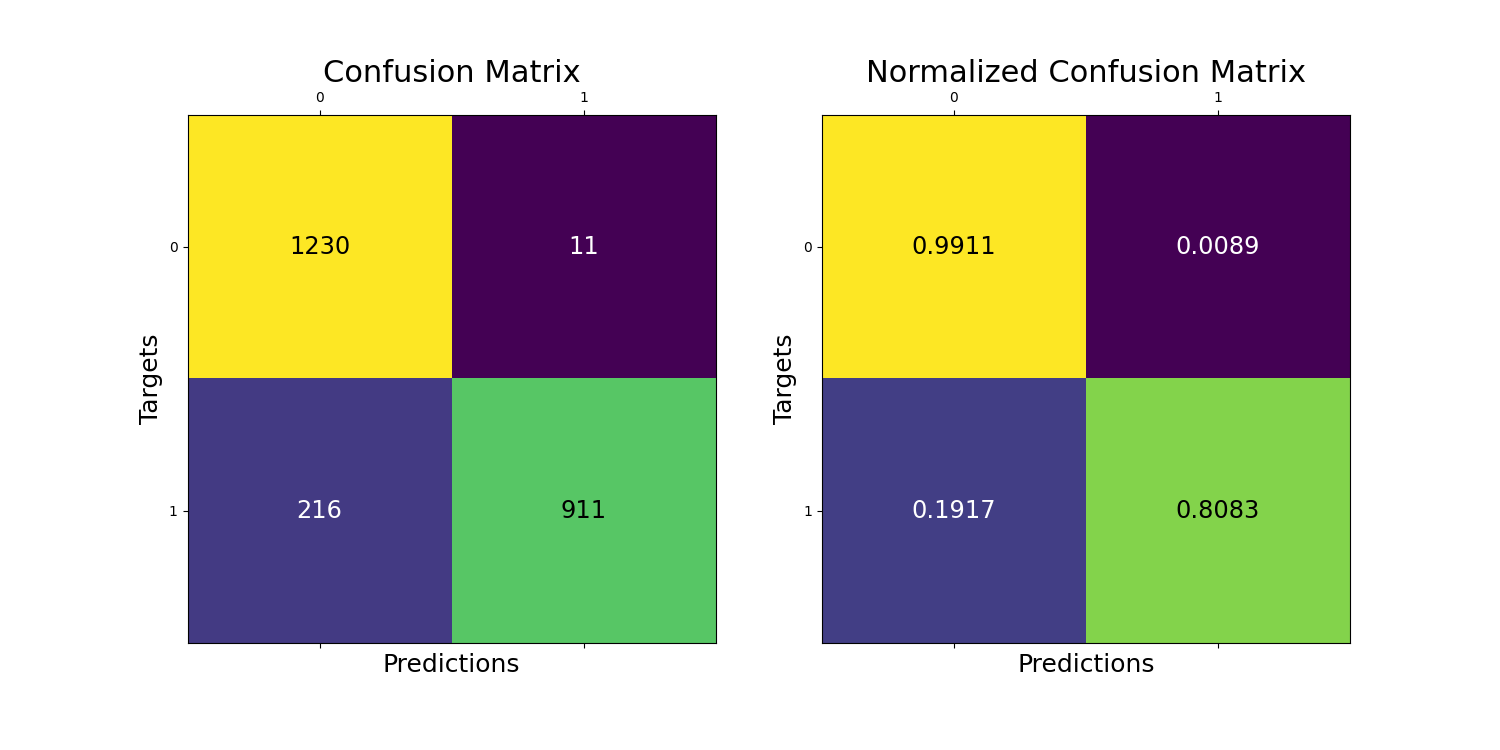 Confusion Matrix
0 1
0 1230 11
Targets
1 216 911
Predictions
Normalized Confusion Matrix
0 1
0 0.9911 0.0089
Targets
1 0.1917 0.8083
Predictions